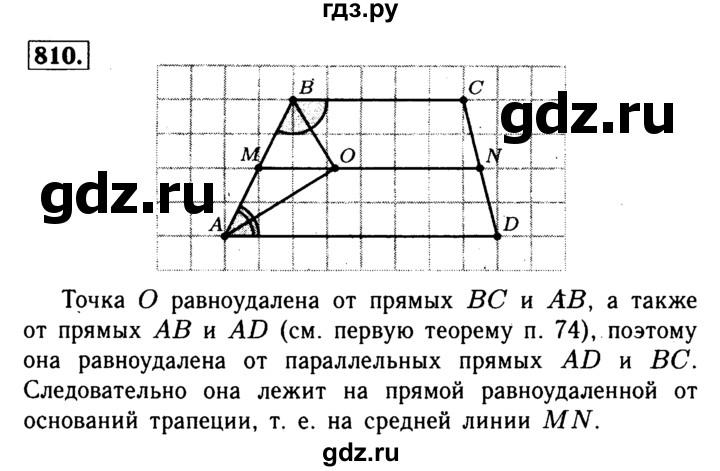 гдз.ру
810.
B C
gdz.ru
M O N
gdz.ru
A D
Точка O равноудалена от прямых BC и AB, а также
от прямых AB и AD (см. первую теорему п. 74), поэтому
она равноудалена от параллельных прямых AD и BC.
Следовательно она лежит на прямой равноудаленной от
оснований трапеции, т. е. на средней линии MN.
gdz.ru